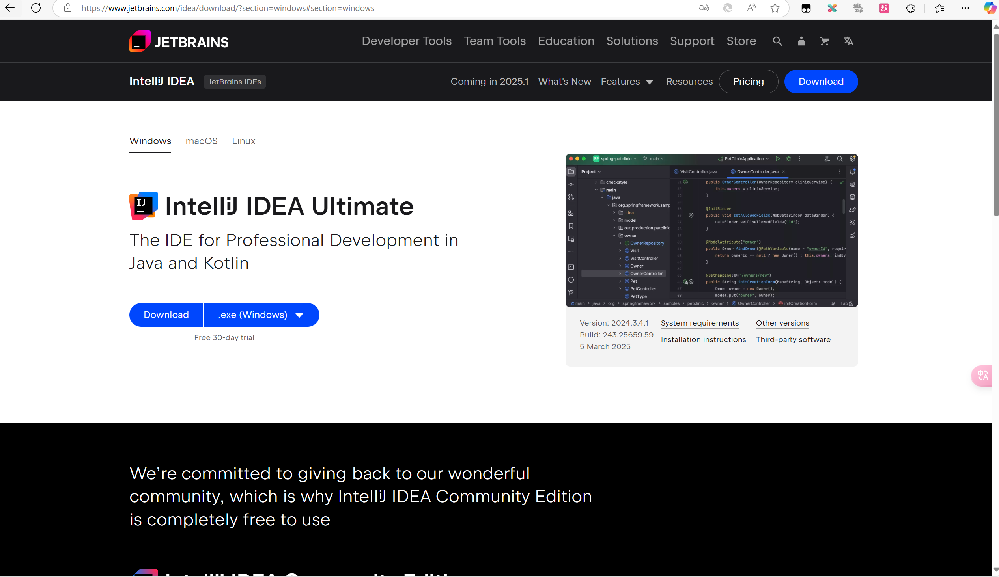 https://www.jetbrains.com/idea/download/?section=windows#section=windows
JETBRAINS
Developer Tools Team Tools Education Solutions Support Store
IntelliJ IDEA JetBrains IDEs
Coming in 2025.1 What's New Features Resources Pricing Download
Windows macOS Linux
IntelliJ IDEA Ultimate
The IDE for Professional Development in
Java and Kotlin
Download .exe (Windows)
Free 30-day trial
SP spring-petclinic main PetClinicApplication
Project VisitController.java OwnerController.java
checkstyle
main
java
org.springframework.samp
.idea
model
out.production.petclinic
owner
OwnerRepository
Visit
VisitController
Owner
OwnerController
Pet
PetController
PetType
51 public OwnerController(OwnerRepository clinicService) {
52 this.owners = clinicService;
53 }
54
55 @InitBinder
56 public void setAllowedFields(WebDataBinder dataBinder) {
57 dataBinder.setDisallowedFields("id");
58 }
59
60 @ModelAttribute("owner")
61 public Owner findOwner(@PathVariable(name = "ownerId", requir
62 return ownerId == null ? new Owner() : this.owners.findBy
63 }
64
65 @GetMapping("/owners/new")
66 public String initCreationForm(Map<String, Object> model) {
67 Owner owner = new Owner();
68 model.put("owner", owner);
main > java > org > springframework > samples > petclinic > owner > OwnerController > initCreationForm Tab
Version: 2024.3.4.1
Build: 243.25659.59
5 March 2025
System requirements
Installation instructions
Other versions
Third-party software
We’re committed to giving back to our wonderful
community, which is why IntelliJ IDEA Community Edition
is completely free to use